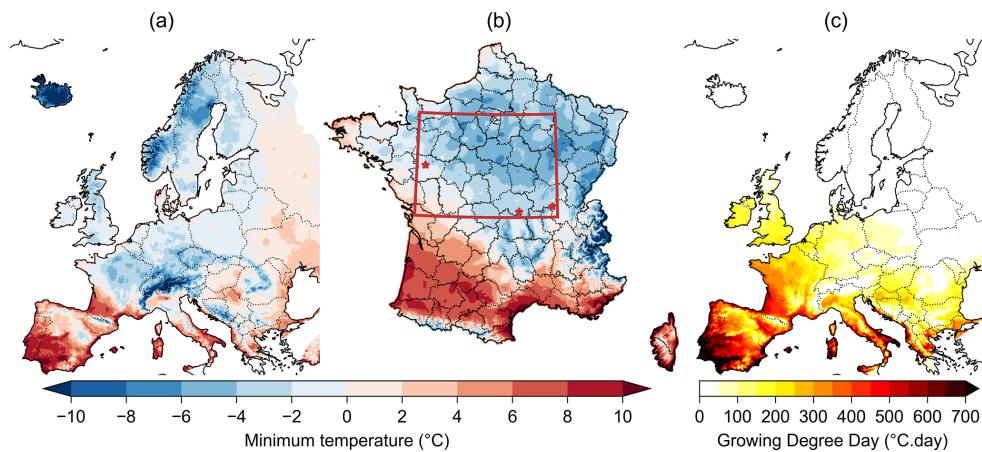 (a)
(b)
(c)
−10 −8 −6 −4 −2 0 2 4 6 8 10
Minimum temperature (°C)
100 200 300 400 500 600 700
Growing Degree Day (°C.day)